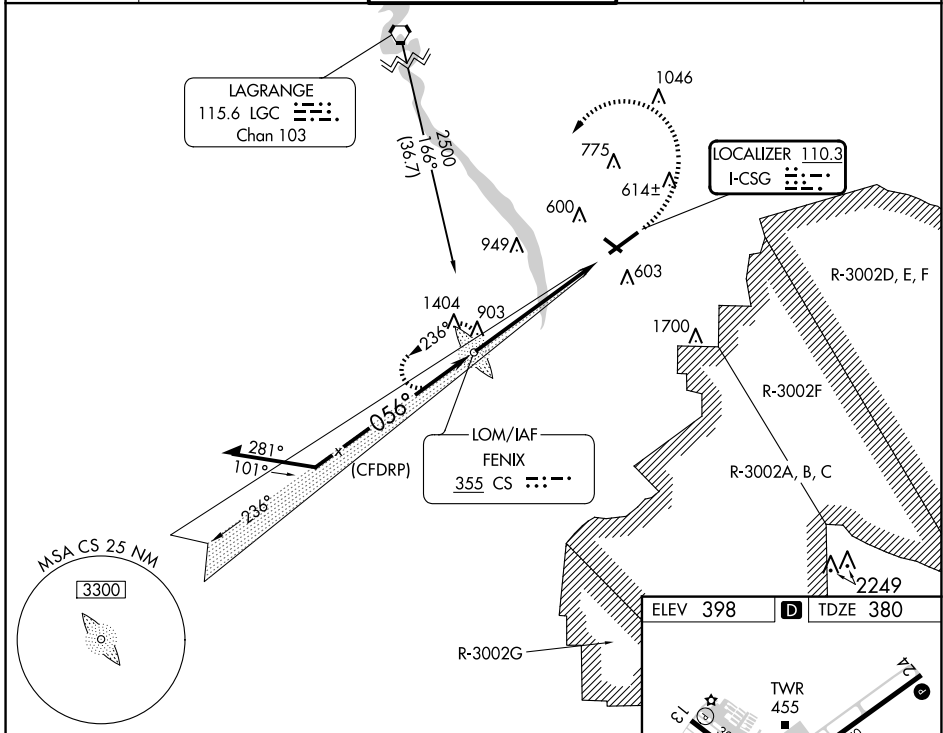 LAGRANGE
115.6 LGC
Chan 103
2500
166°
(36.7)
1046
775
614±
600
949
603
LOCALIZER 110.3
I-CSG
R-3002D, E, F
1404
903
236°
1700
R-3002F
056°
LOM/IAF
FENIX
355 CS
281°
101°
(CFDRP)
R-3002A, B, C
236°
MSA CS 25 NM
3300
2249
R-3002G
ELEV 398
D
TDZE 380
TWR
455
24
P
13
P